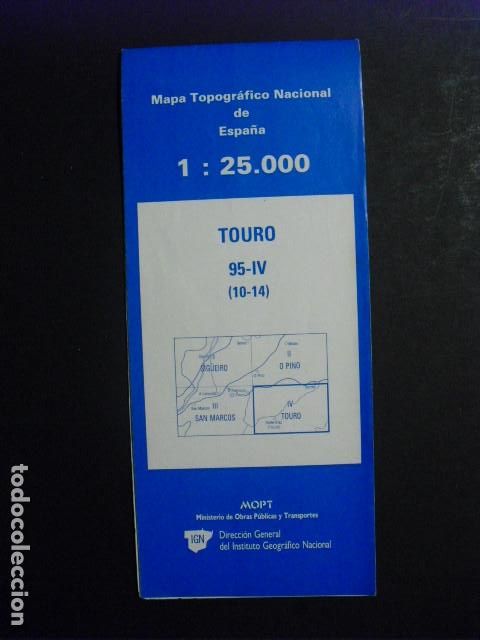 Mapa Topográfico Nacional
de
España
1 : 25.000
TOURO
95-IV
(10-14)
SIGÜEIRO
II
O PINO
III
SAN MARCOS
IV
TOURO
MOPT
Ministerio de Obras Públicas y Transportes
IGN
Dirección General
del Instituto Geográfico Nacional
todocoleccion